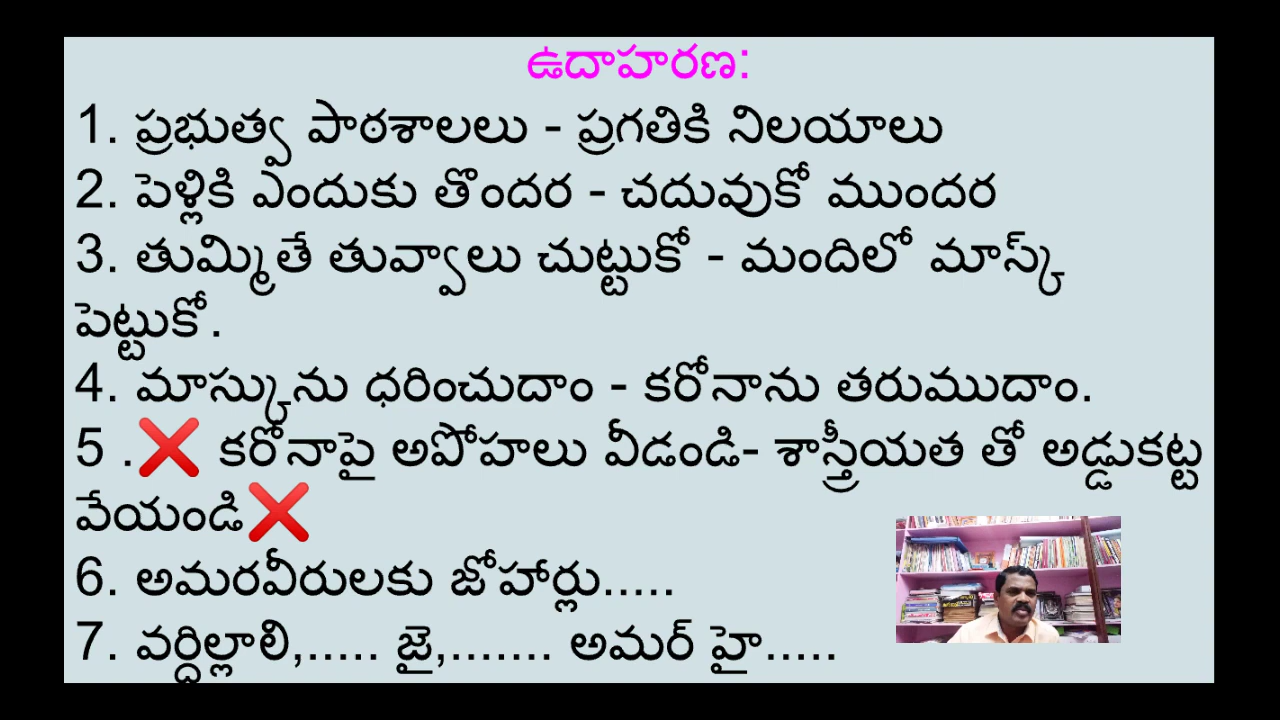 ఉదాహరణ:
1. ప్రభుత్వ పాఠశాలలు - ప్రగతికి నిలయాలు
2. పెళ్లికి ఎందుకు తొందర - చదువుకో ముందర
3. తుమ్మితే తువ్వాలు చుట్టుకో - మందిలో మాస్క్
పెట్టుకో.
4. మాస్కును ధరించుదాం - కరోనాను తరుముదాం.
5 .❌ కరోనాపై అపోహలు వీడండి- శాస్త్రీయత తో అడ్డుకట్ట
వేయండి❌
6. అమరవీరులకు జోహార్లు.....
7. వర్ధిల్లాలి,..... జై,....... అమర్ హై.....